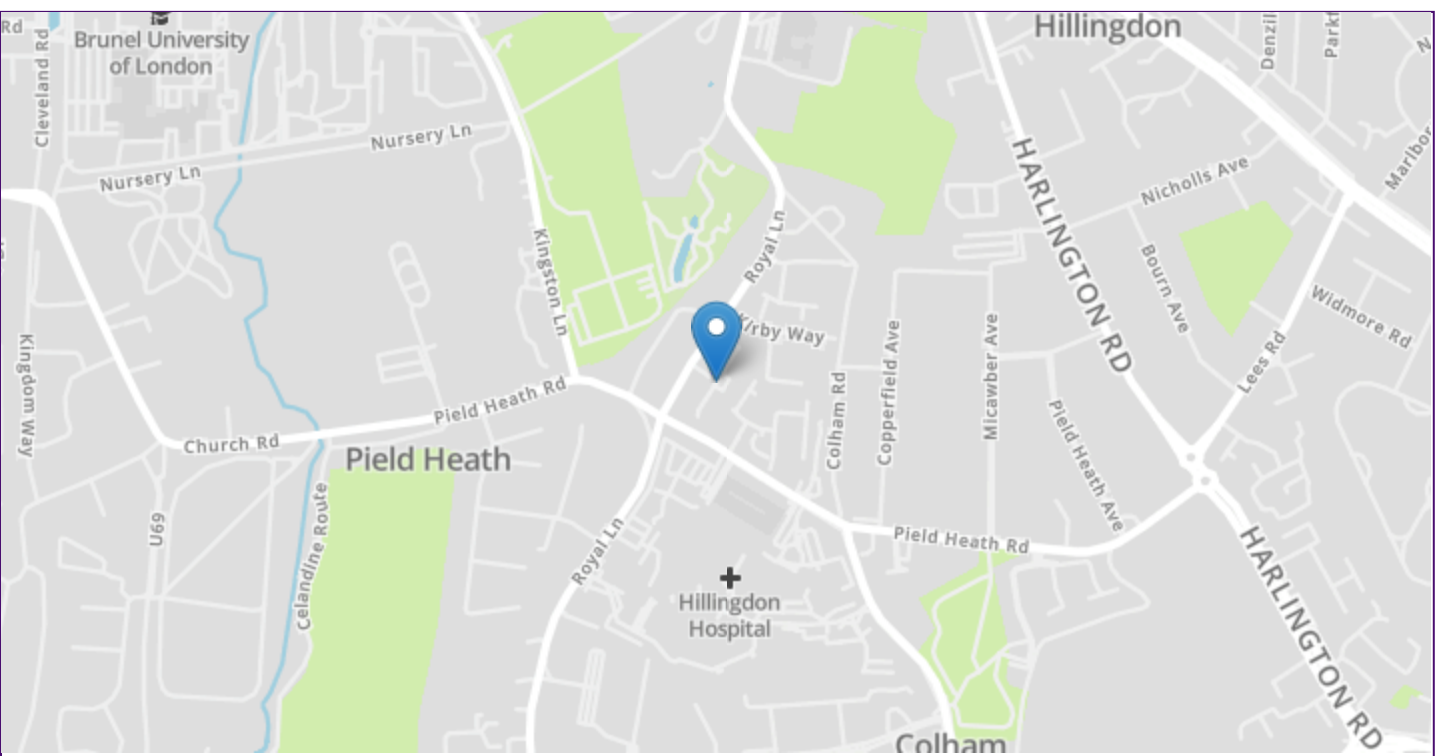 Rd
Cleveland Rd
Brunel University
of London
Hillingdon
Denzil
Nursery Ln
Nursery Ln
Nicholls Ave
HARLINGTON RD
Kingston Ln
Royal Ln
Bourn Ave
Widmore Rd
Kirby Way
Lees Rd
Kingdom Way
Colham Rd
Copperfield Ave
Micawber Ave
Pield Heath Rd
Church Rd
Pield Heath
Pield Heath Ave
U69
Celandine Route
Royal Ln
Pield Heath Rd
Hillingdon
Hospital
HARLINGTON RD
Colham